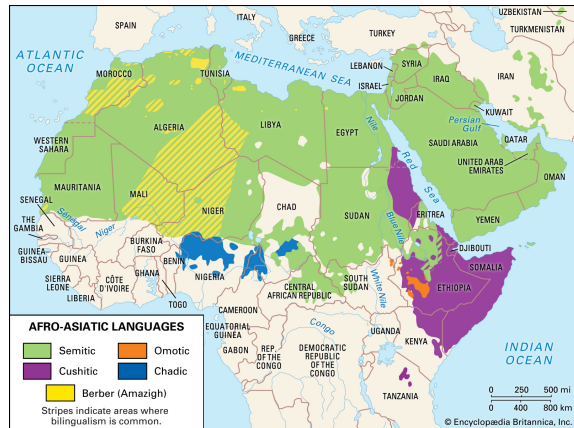 UZBEKISTAN
ITALY
SPAIN
TURKMENISTAN
GREECE
TURKEY
ATLANTIC
OCEAN
MEDITERRANEAN SEA
LEBANON
SYRIA
MOROCCO
TUNISIA
IRAQ
IRAN
ISRAEL
JORDAN
KUWAIT
ALGERIA
LIBYA
EGYPT
Nile
Persian
Gulf
QATAR
WESTERN
SAHARA
SAUDI ARABIA
UNITED ARAB
EMIRATES
Red
Sea
OMAN
MAURITANIA
MALI
NIGER
CHAD
SUDAN
SENEGAL
Sénégal
Blue Nile
ERITREA
YEMEN
THE
GAMBIA
Niger
BURKINA
FASO
DJIBOUTI
GUINEA-
BISSAU
GUINEA
BENIN
NIGERIA
SOMALIA
SIERRA
LEONE
CÔTE
D'IVOIRE
GHANA
CENTRAL
AFRICAN REPUBLIC
SOUTH
SUDAN
White Nile
ETHIOPIA
LIBERIA
TOGO
CAMEROON
AFRO-ASIATIC LANGUAGES
EQUATORIAL
GUINEA
Congo
UGANDA
INDIAN
OCEAN
Semitic
Omotic
GABON
REP.
OF THE
CONGO
DEMOCRATIC
REPUBLIC
OF THE
CONGO
KENYA
Cushitic
Chadic
Berber (Amazigh)
TANZANIA
0 250 500 mi
0 400 800 km
Stripes indicate areas where
bilingualism is common.
© Encyclopædia Britannica, Inc.